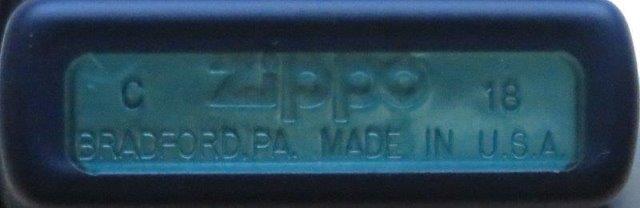 C Zippo 18
BRADFORD,PA. MADE IN U.S.A.